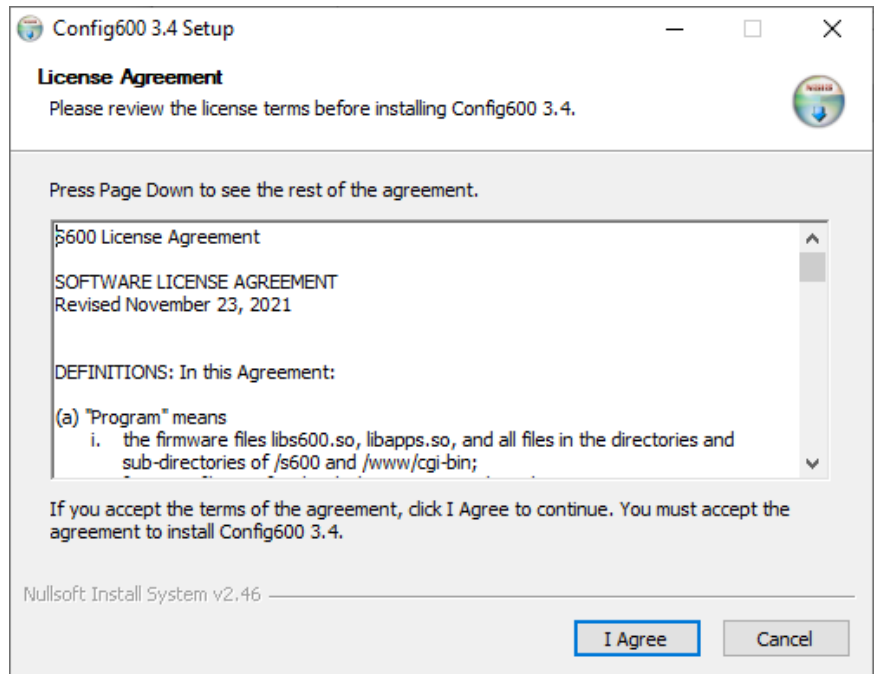 Config600 3.4 Setup
License Agreement
Please review the license terms before installing Config600 3.4.
Press Page Down to see the rest of the agreement.
S600 License Agreement
SOFTWARE LICENSE AGREEMENT
Revised November 23, 2021
DEFINITIONS: In this Agreement:
(a) "Program" means
i. the firmware files libs600.so, libapps.so, and all files in the directories and
sub-directories of /s600 and /www/cgi-bin;
If you accept the terms of the agreement, click I Agree to continue. You must accept the
agreement to install Config600 3.4.
Nullsoft Install System v2.46
I Agree
Cancel